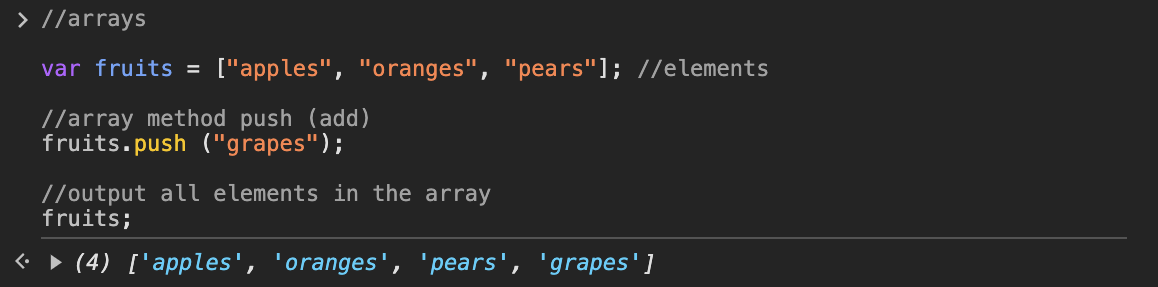 //arrays
var fruits = ["apples", "oranges", "pears"]; //elements
//array method push (add)
fruits.push ("grapes");
//output all elements in the array
fruits;
(4) ['apples', 'oranges', 'pears', 'grapes']